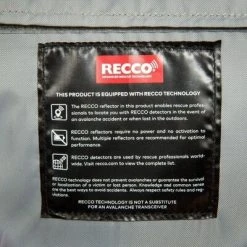 RECCO
ADVANCED RESCUE TECHNOLOGY
THIS PRODUCT IS EQUIPPED WITH RECCO TECHNOLOGY
The RECCO reflector in this product enables rescue profes-
sionals to locate you with RECCO detectors in the event of
an avalanche accident or when lost in the outdoors.
RECCO reflectors require no power and no activation to
function. Multiple reflectors are recommended for optimal
performance.
RECCO detectors are used by rescue professionals world-
wide. Visit recco.com to view the complete list.
RECCO technology does not prevent avalanches or guarantee the
survival or localization of a victim or person. Knowledge and common sense
are the best ways to avoid accidents. Always respect safety rules and regu-
lations.
RECCO TECHNOLOGY IS NOT A SUBSTITUTE
FOR AN AVALANCHE TRANSCEIVER